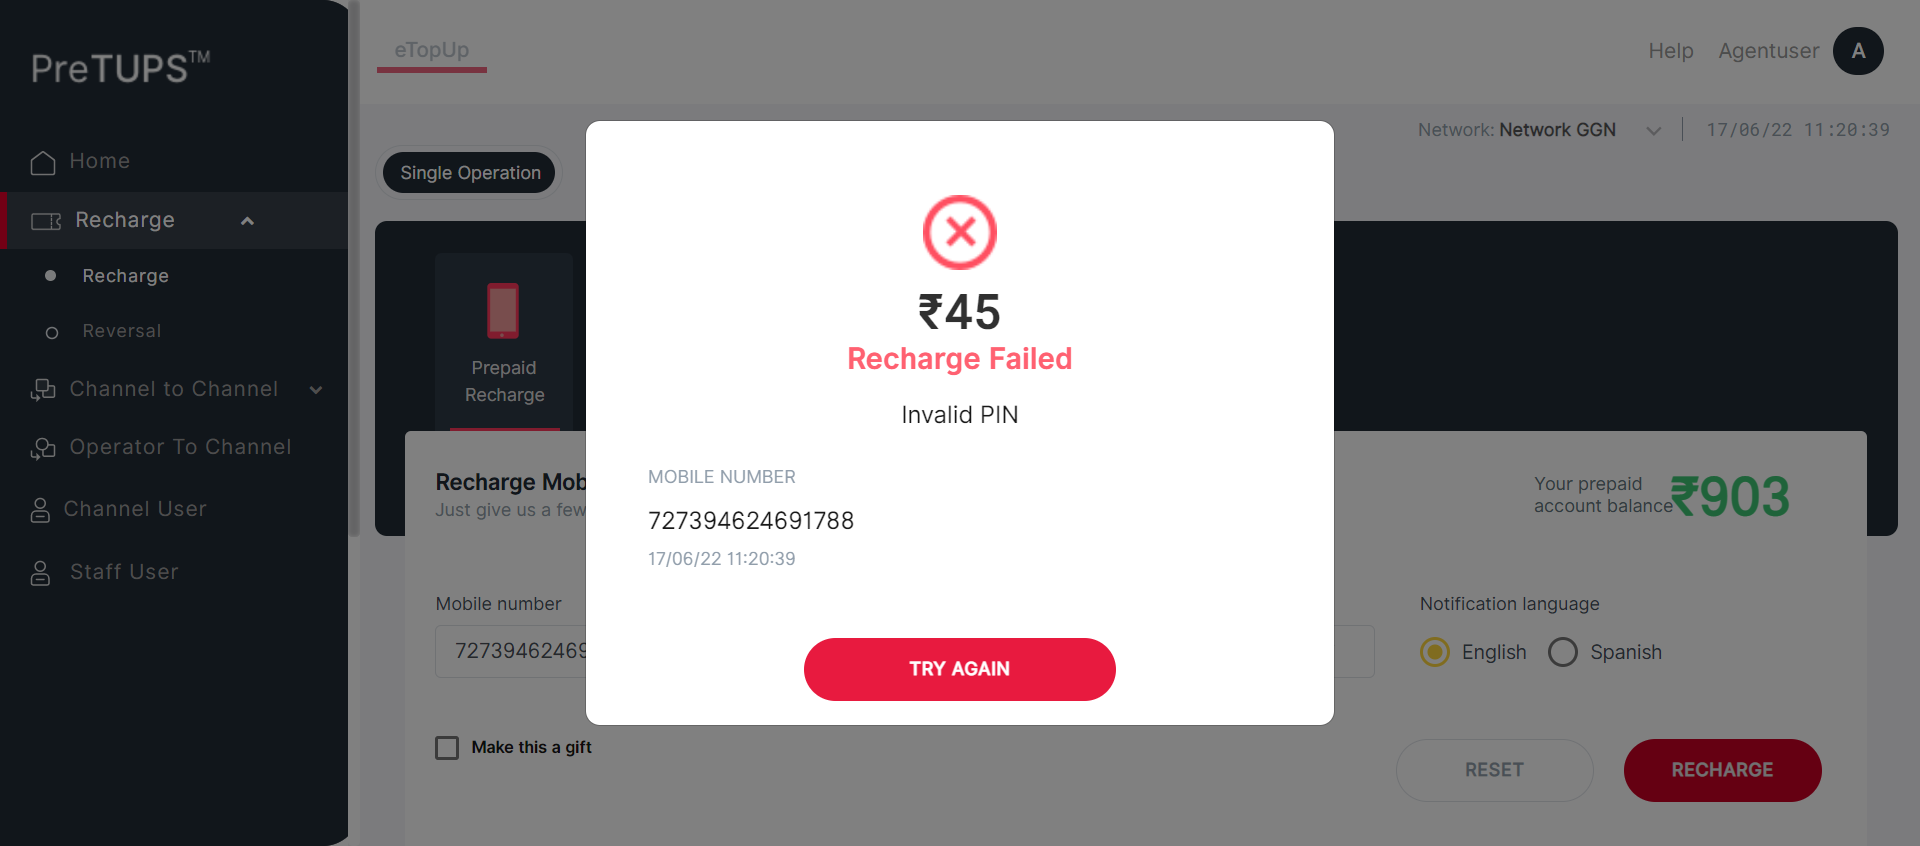 PreTUPS™
eTopUp
Help
Agentuser
A
Home
Recharge
Recharge
Reversal
Channel to Channel
Operator To Channel
Channel User
Staff User
Network: Network GGN
17/06/22 11:20:39
Single Operation
Prepaid
Recharge
₹45
Recharge Failed
Invalid PIN
MOBILE NUMBER
727394624691788
17/06/22 11:20:39
TRY AGAIN
Recharge Mob
Just give us a few
Your prepaid
account balance
₹903
Mobile number
72739462469
Notification language
English
Spanish
Make this a gift
RESET
RECHARGE